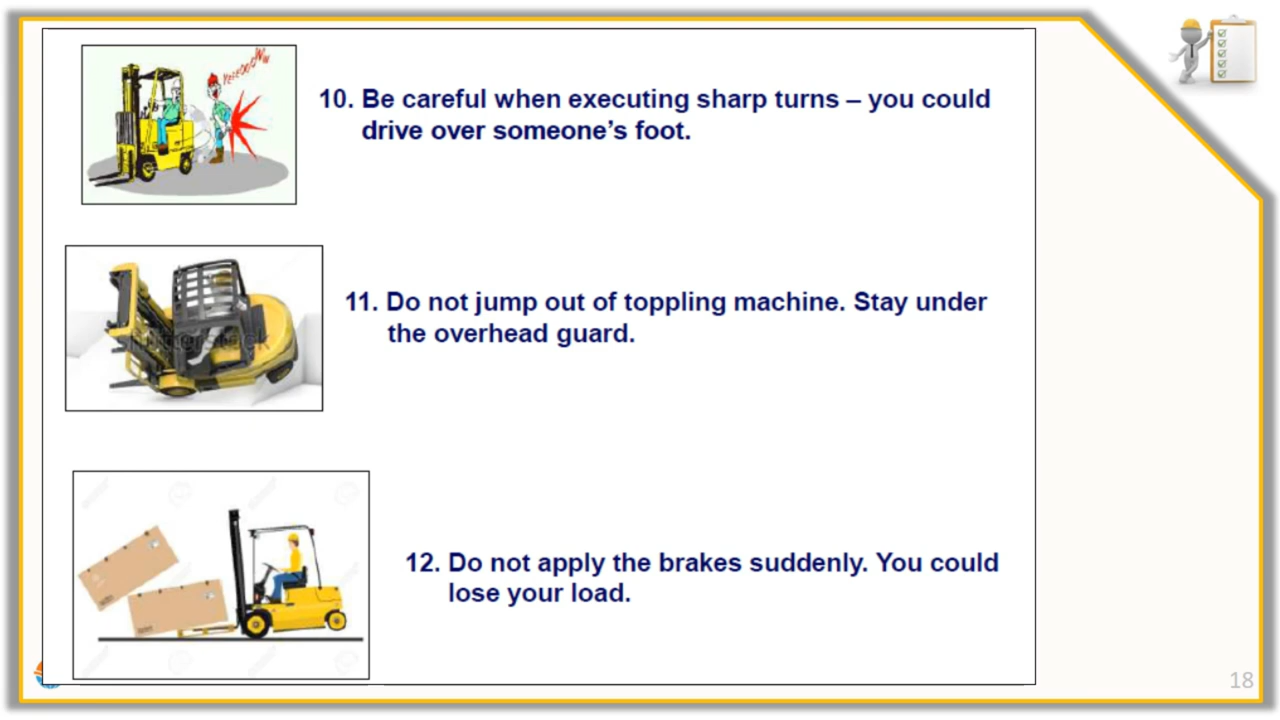 10. Be careful when executing sharp turns – you could
drive over someone's foot.
11. Do not jump out of toppling machine. Stay under
the overhead guard.
12. Do not apply the brakes suddenly. You could
lose your load.
18